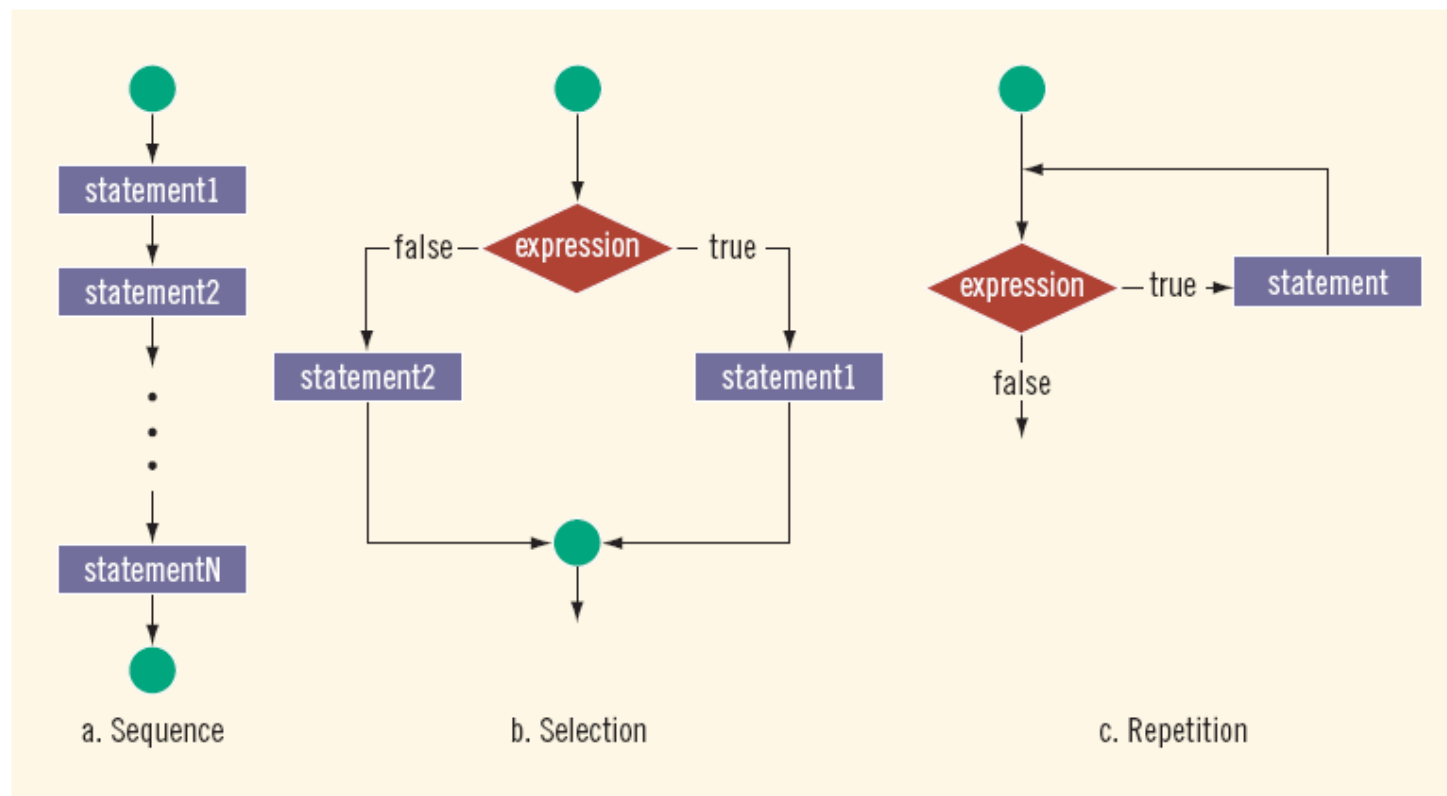 statement1
statement2
statementN
a. Sequence
expression
false
true
statement2
statement1
b. Selection
expression
true
statement
false
c. Repetition